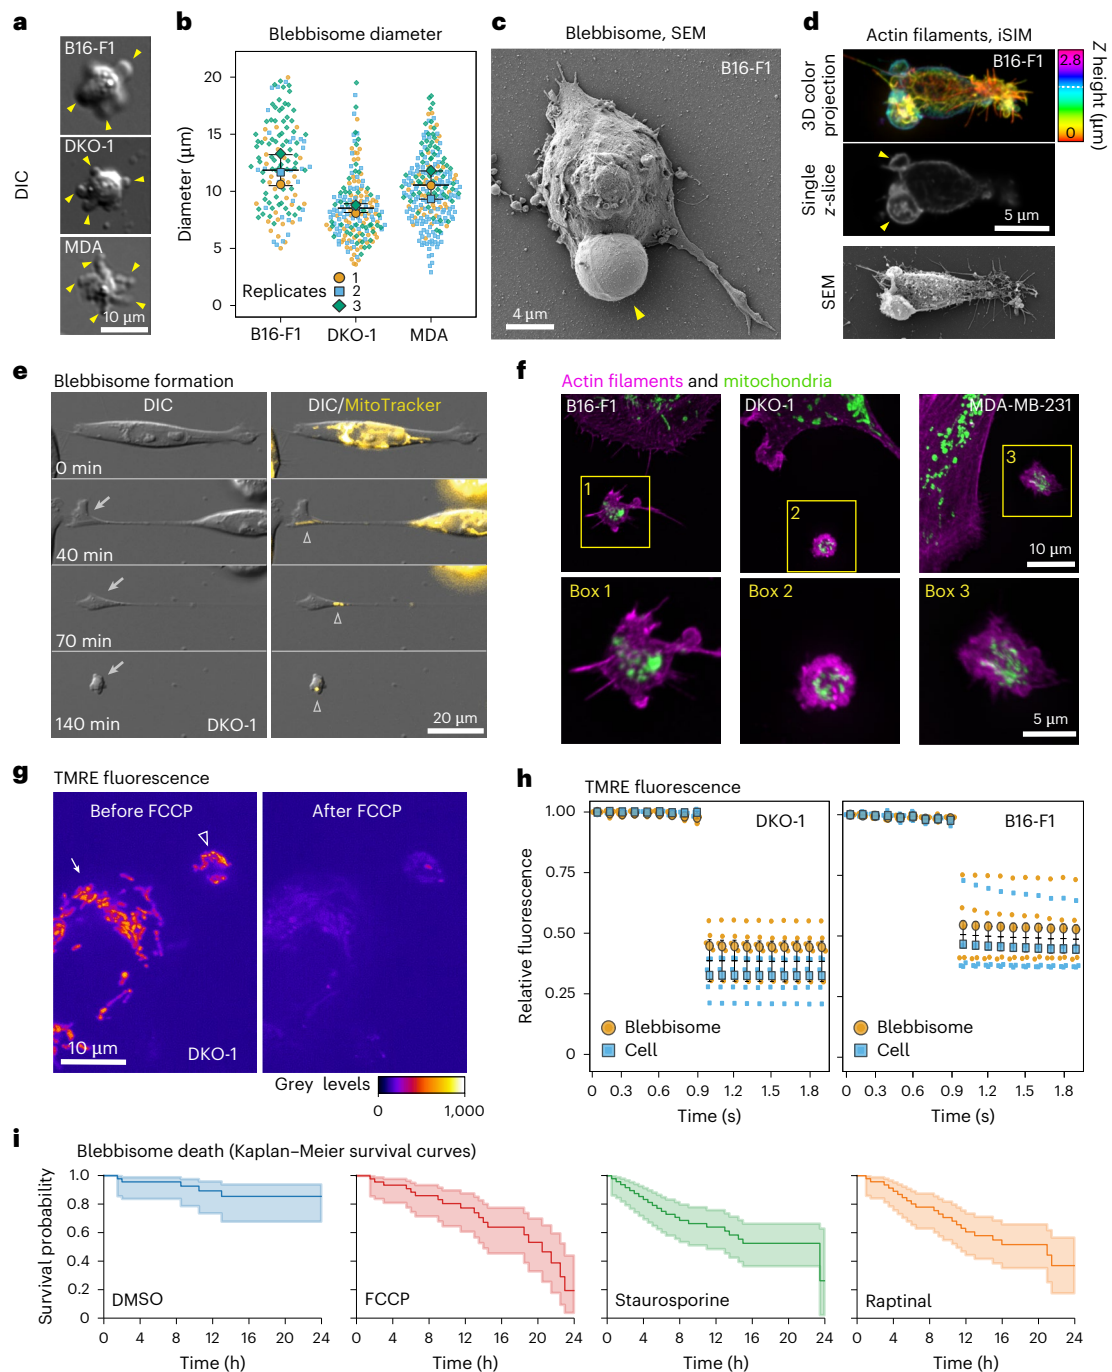 a
B16-F1
DKO-1
MDA
10 µm
DIC
b
Blebbisome diameter
Diameter (µm)
20
15
10
5
0
Replicates
1
2
3
B16-F1
DKO-1
MDA
c
Blebbisome, SEM
B16-F1
4 µm
d
Actin filaments, iSIM
B16-F1
3D color
projection
2.8
0
Z height (µm)
Single
z-slice
5 µm
SEM
e
Blebbisome formation
DIC
DIC/MitoTracker
0 min
40 min
70 min
140 min
DKO-1
20 µm
f
Actin filaments and mitochondria
B16-F1
DKO-1
MDA-MB-231
1
2
3
10 µm
Box 1
Box 2
Box 3
5 µm
g
TMRE fluorescence
Before FCCP
After FCCP
10 µm
DKO-1
Grey levels
0
1,000
h
TMRE fluorescence
Relative fluorescence
1.00
0.75
0.50
0.25
0
DKO-1
B16-F1
Blebbisome
Cell
Blebbisome
Cell
0 0.3 0.6 0.9 1.2 1.5 1.8
0 0.3 0.6 0.9 1.2 1.5 1.8
Time (s)
Time (s)
i
Blebbisome death (Kaplan–Meier survival curves)
Survival probability
1.0
0.8
0.6
0.4
0.2
0
DMSO
FCCP
Staurosporine
Raptinal
0 4 8 12 16 20 24
0 4 8 12 16 20 24
0 4 8 12 16 20 24
0 4 8 12 16 20 24
Time (h)
Time (h)
Time (h)
Time (h)